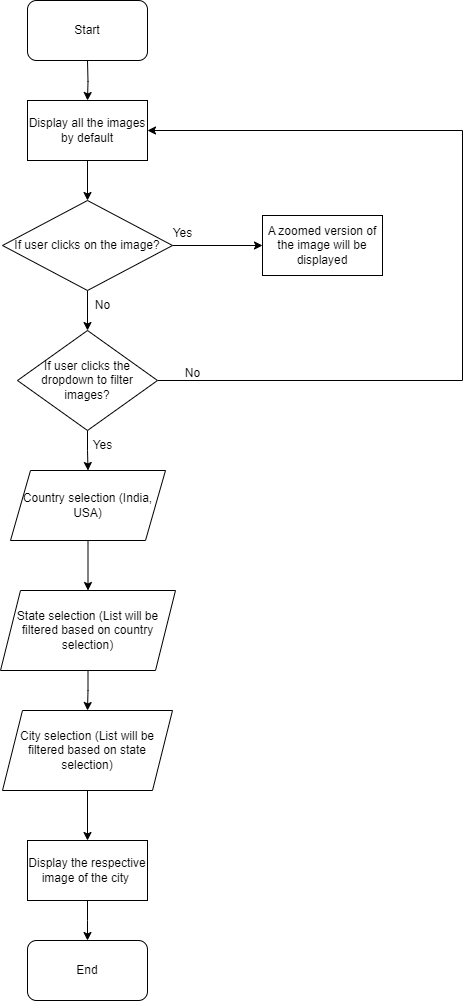 Start
Display all the images
by default
If user clicks on the image?
Yes
A zoomed version of
the image will be
displayed
No
If user clicks the
dropdown to filter
images?
No
Yes
Country selection (India,
USA)
State selection (List will be
filtered based on country
selection)
City selection (List will be
filtered based on state
selection)
Display the respective
image of the city
End